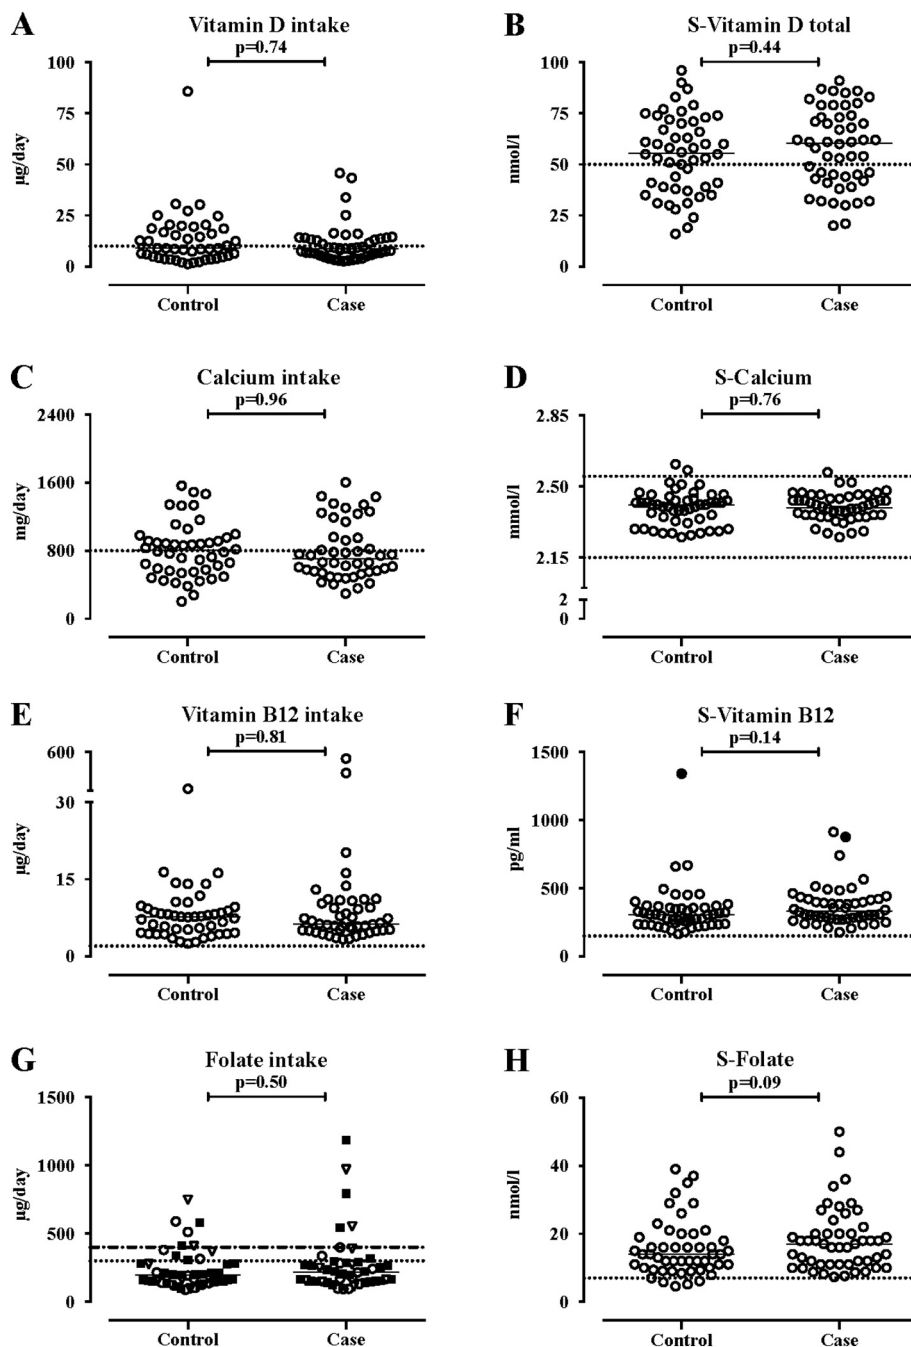 A
Vitamin D intake
p=0.74
100
75
50
25
0
µg/day
Control
Case
B
S-Vitamin D total
p=0.44
100
75
50
25
0
nmol/l
Control
Case
C
Calcium intake
p=0.96
2400
1600
800
0
mg/day
Control
Case
D
S-Calcium
p=0.76
2.85
2.50
2.15
2
0
mmol/l
Control
Case
E
Vitamin B12 intake
p=0.81
600
30
15
0
µg/day
Control
Case
F
S-Vitamin B12
p=0.14
1500
1000
500
0
pg/ml
Control
Case
G
Folate intake
p=0.50
1500
1000
500
0
µg/day
Control
Case
H
S-Folate
p=0.09
60
40
20
0
nmol/l
Control
Case